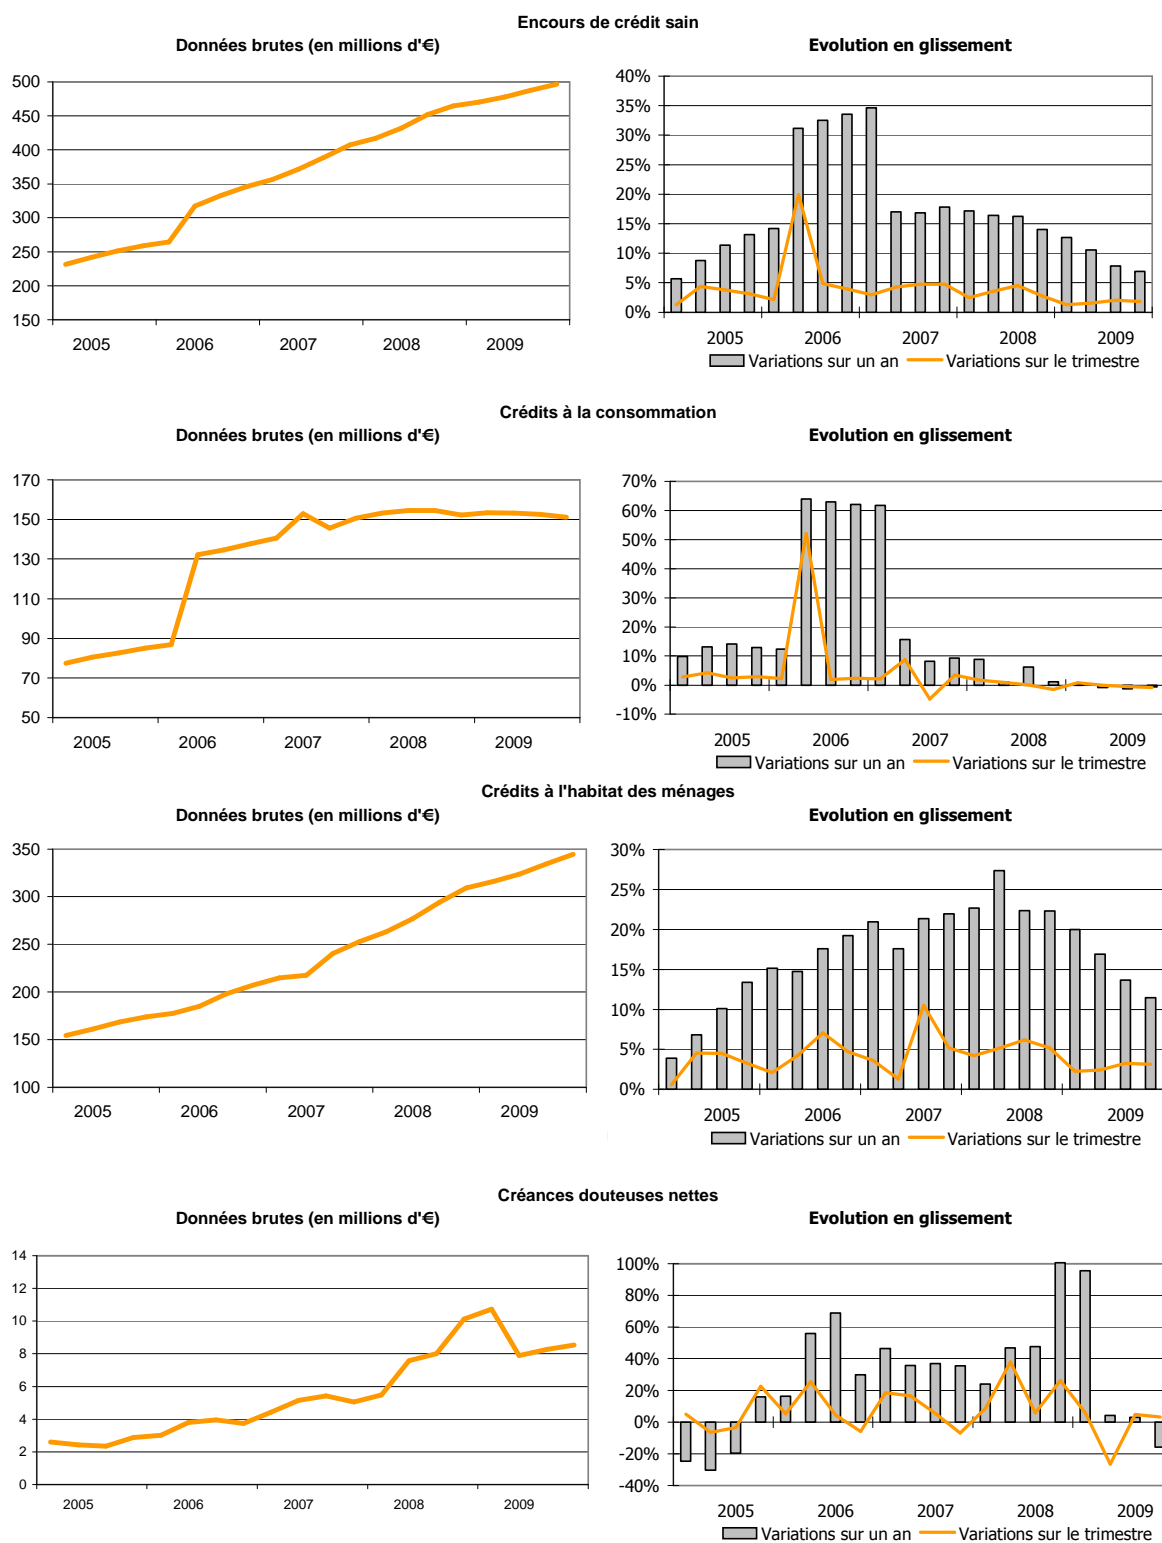 Encours de crédit sain
Données brutes (en millions d'€)
Evolution en glissement
500
450
400
350
300
250
200
150
2005 2006 2007 2008 2009
40%
35%
30%
25%
20%
15%
10%
5%
0%
2005 2006 2007 2008 2009
Variations sur un an Variations sur le trimestre
Crédits à la consommation
Données brutes (en millions d'€)
Evolution en glissement
170
150
130
110
90
70
50
2005 2006 2007 2008 2009
70%
60%
50%
40%
30%
20%
10%
0%
-10%
2005 2006 2007 2008 2009
Variations sur un an Variations sur le trimestre
Crédits à l'habitat des ménages
Données brutes (en millions d'€)
Evolution en glissement
350
300
250
200
150
100
2005 2006 2007 2008 2009
30%
25%
20%
15%
10%
5%
0%
2005 2006 2007 2008 2009
Variations sur un an Variations sur le trimestre
Créances douteuses nettes
Données brutes (en millions d'€)
Evolution en glissement
14
12
10
8
6
4
2
0
2005 2006 2007 2008 2009
100%
80%
60%
40%
20%
0%
-20%
-40%
2005 2006 2007 2008 2009
Variations sur un an Variations sur le trimestre